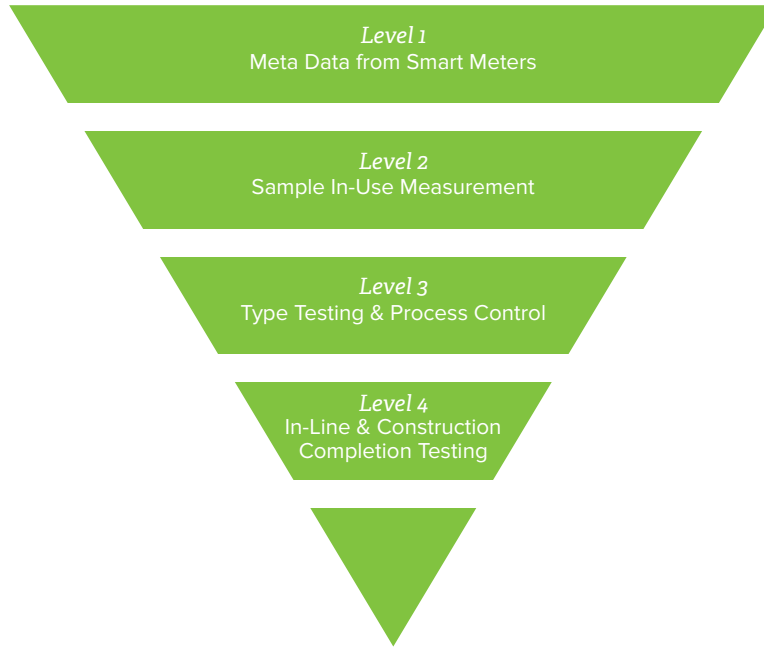 Level 1
Meta Data from Smart Meters
Level 2
Sample In-Use Measurement
Level 3
Type Testing & Process Control
Level 4
In-Line & Construction
Completion Testing